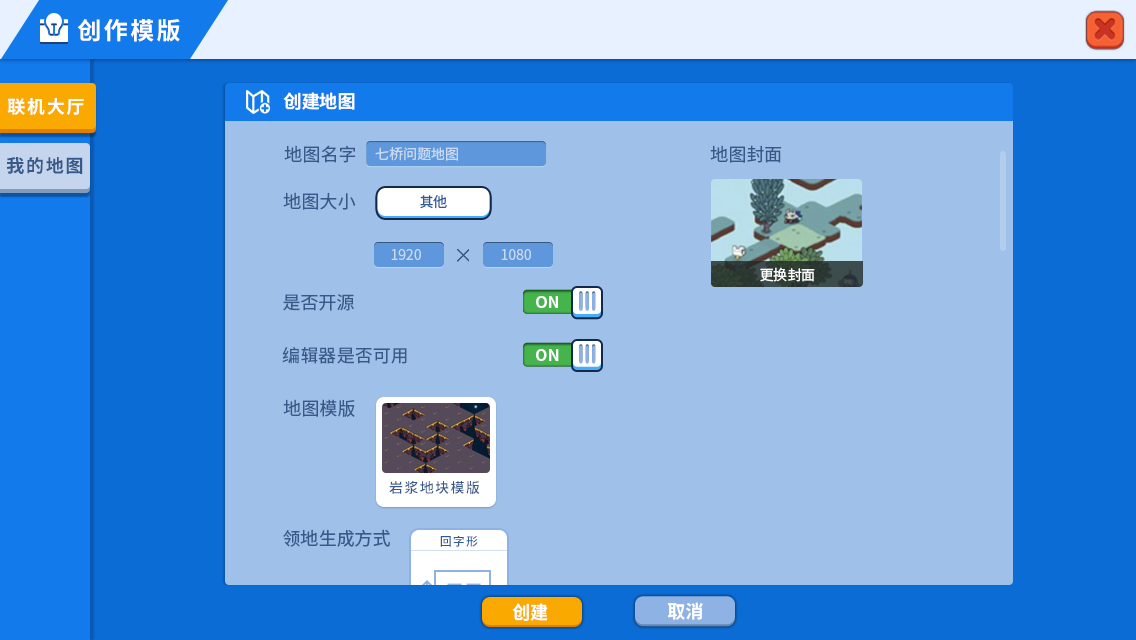 创作模版
联机大厅
我的地图
创建地图
地图名字 七桥问题地图
地图封面
地图大小 其他
1920 × 1080
更换封面
是否开源 ON
编辑器是否可用 ON
地图模版
岩浆地块模版
领地生成方式 回字形
创建 取消